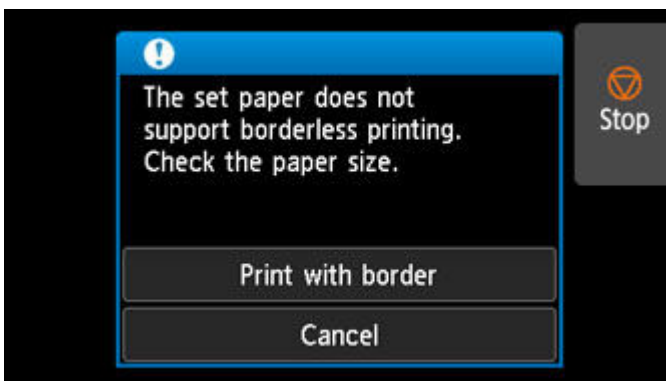 The set paper does not
support borderless printing.
Check the paper size.
Stop
Print with border
Cancel